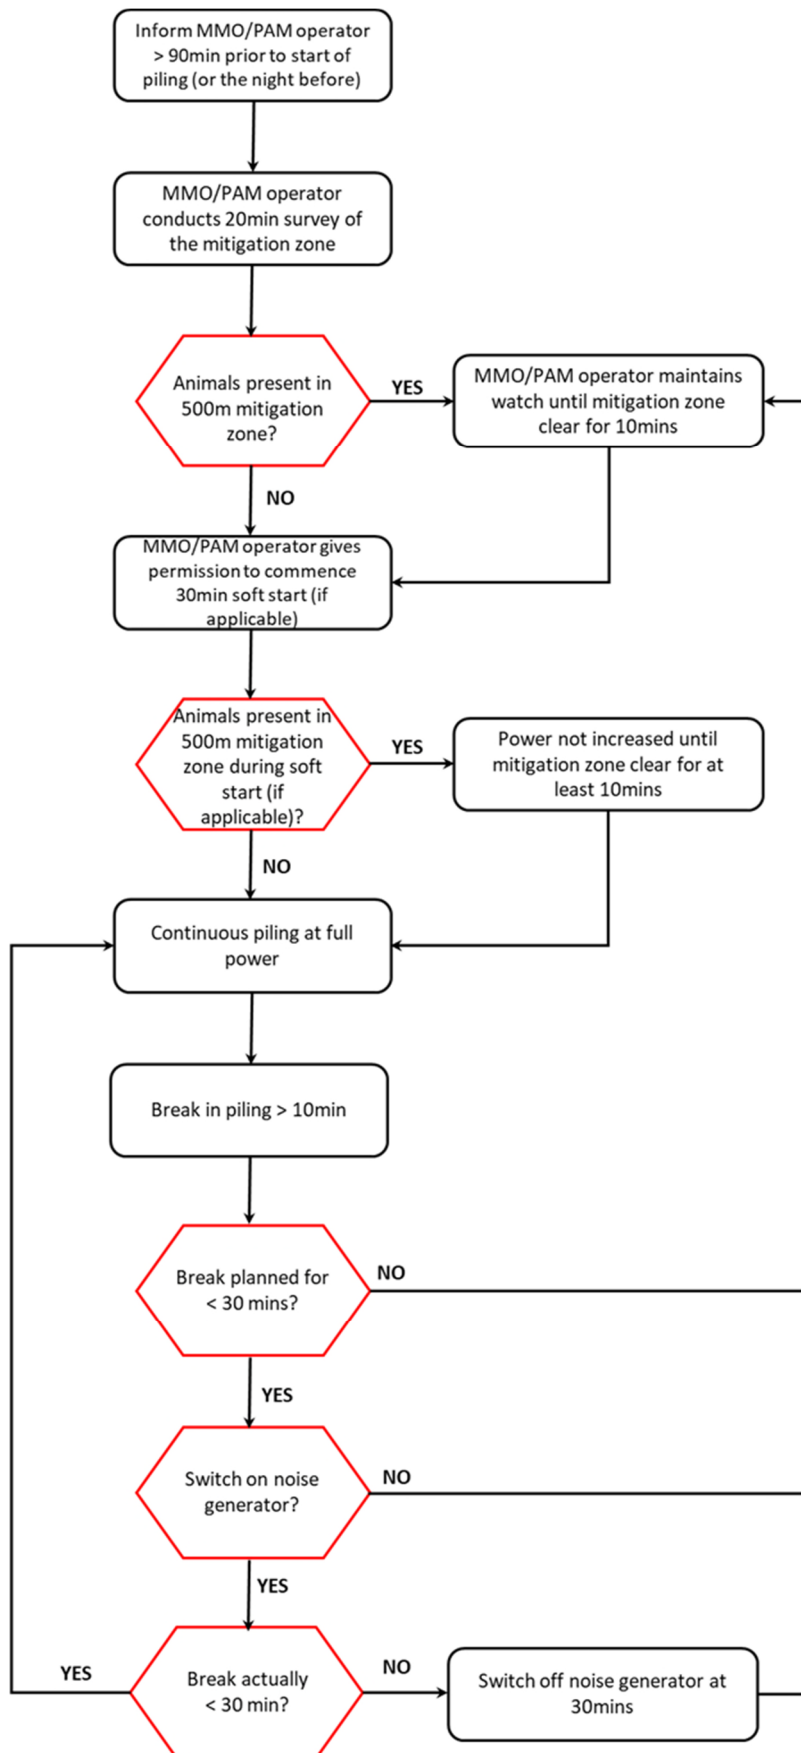 Inform MMO/PAM operator
> 90min prior to start of
piling (or the night before)
MMO/PAM operator
conducts 20min survey of
the mitigation zone
Animals present in
500m mitigation
zone?
YES
MMO/PAM operator maintains
watch until mitigation zone
clear for 10mins
NO
MMO/PAM operator gives
permission to commence
30min soft start (if
applicable)
Animals present in
500m mitigation
zone during soft
start (if
applicable)?
YES
Power not increased until
mitigation zone clear for at
least 10mins
NO
Continuous piling at full
power
Break in piling > 10min
Break planned for
< 30 mins?
NO
YES
Switch on noise
generator?
NO
YES
Break actually
< 30 min?
YES
NO
Switch off noise generator at
30mins